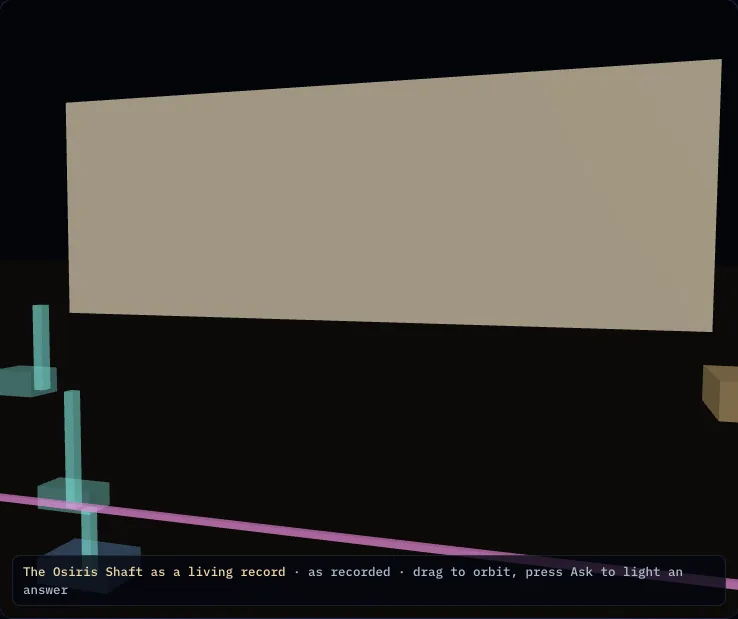 The Osiris Shaft as a living record · as recorded · drag to orbit, press Ask to light an
answer